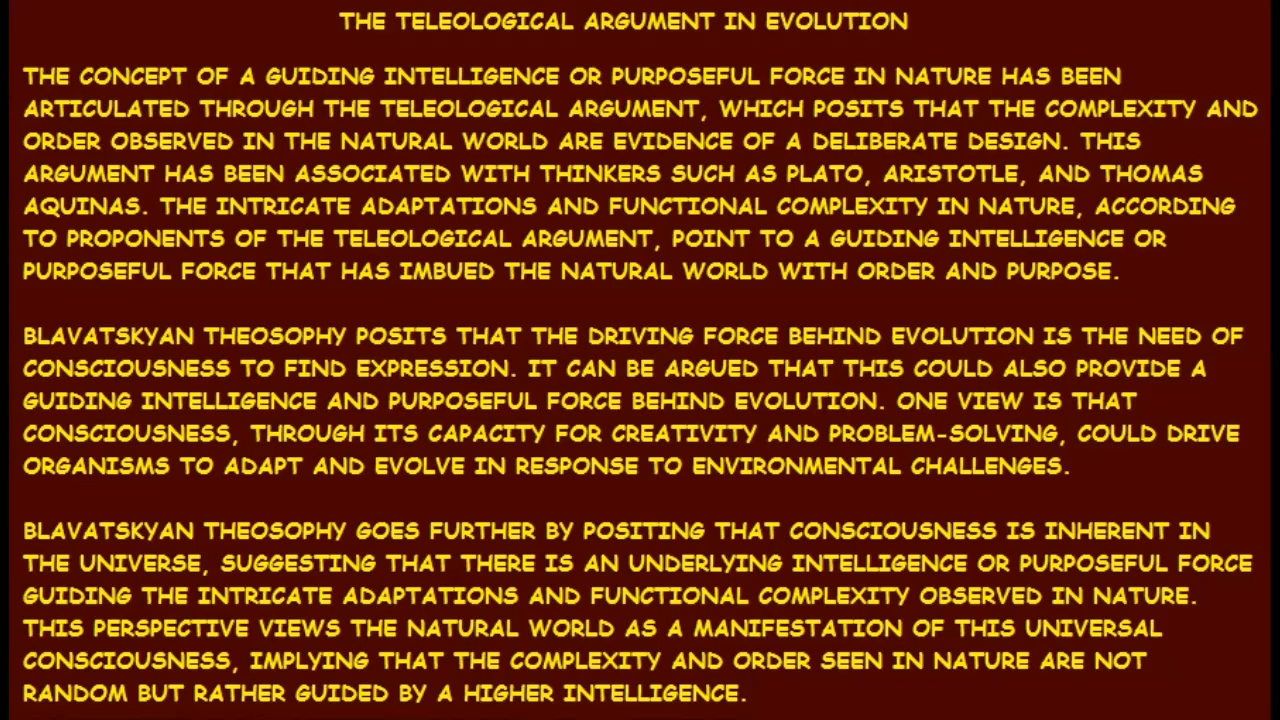 THE TELEOLOGICAL ARGUMENT IN EVOLUTION
THE CONCEPT OF A GUIDING INTELLIGENCE OR PURPOSEFUL FORCE IN NATURE HAS BEEN
ARTICULATED THROUGH THE TELEOLOGICAL ARGUMENT, WHICH POSITS THAT THE COMPLEXITY AND
ORDER OBSERVED IN THE NATURAL WORLD ARE EVIDENCE OF A DELIBERATE DESIGN. THIS
ARGUMENT HAS BEEN ASSOCIATED WITH THINKERS SUCH AS PLATO, ARISTOTLE, AND THOMAS
AQUINAS. THE INTRICATE ADAPTATIONS AND FUNCTIONAL COMPLEXITY IN NATURE, ACCORDING
TO PROPONENTS OF THE TELEOLOGICAL ARGUMENT, POINT TO A GUIDING INTELLIGENCE OR
PURPOSEFUL FORCE THAT HAS IMBUED THE NATURAL WORLD WITH ORDER AND PURPOSE.
BLAVATSKYAN THEOSOPHY POSITS THAT THE DRIVING FORCE BEHIND EVOLUTION IS THE NEED OF
CONSCIOUSNESS TO FIND EXPRESSION. IT CAN BE ARGUED THAT THIS COULD ALSO PROVIDE A
GUIDING INTELLIGENCE AND PURPOSEFUL FORCE BEHIND EVOLUTION. ONE VIEW IS THAT
CONSCIOUSNESS, THROUGH ITS CAPACITY FOR CREATIVITY AND PROBLEM-SOLVING, COULD DRIVE
ORGANISMS TO ADAPT AND EVOLVE IN RESPONSE TO ENVIRONMENTAL CHALLENGES.
BLAVATSKYAN THEOSOPHY GOES FURTHER BY POSITING THAT CONSCIOUSNESS IS INHERENT IN
THE UNIVERSE, SUGGESTING THAT THERE IS AN UNDERLYING INTELLIGENCE OR PURPOSEFUL FORCE
GUIDING THE INTRICATE ADAPTATIONS AND FUNCTIONAL COMPLEXITY OBSERVED IN NATURE.
THIS PERSPECTIVE VIEWS THE NATURAL WORLD AS A MANIFESTATION OF THIS UNIVERSAL
CONSCIOUSNESS, IMPLYING THAT THE COMPLEXITY AND ORDER SEEN IN NATURE ARE NOT
RANDOM BUT RATHER GUIDED BY A HIGHER INTELLIGENCE.